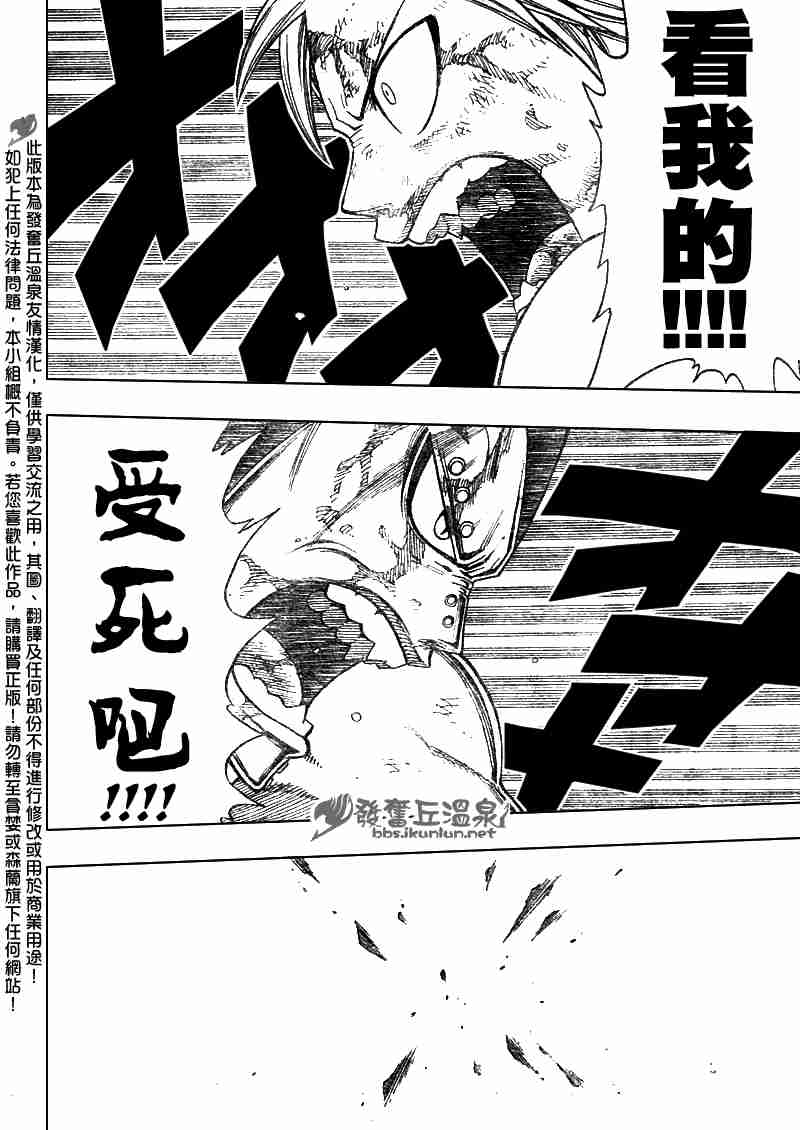 看我的!!!!
受死吧!!!!
發奮丘溫泉
bbs.ikunlun.net
此版本為發奮丘溫泉友情漢化，僅供學習交流之用，其圖、翻譯及任何部份不得進行修改或用於商業用途！
如犯上任何法律問題，本小組概不負責。若您喜歡此作品，請購買正版！請勿轉至貪婪或森蘭旗下任何網站！